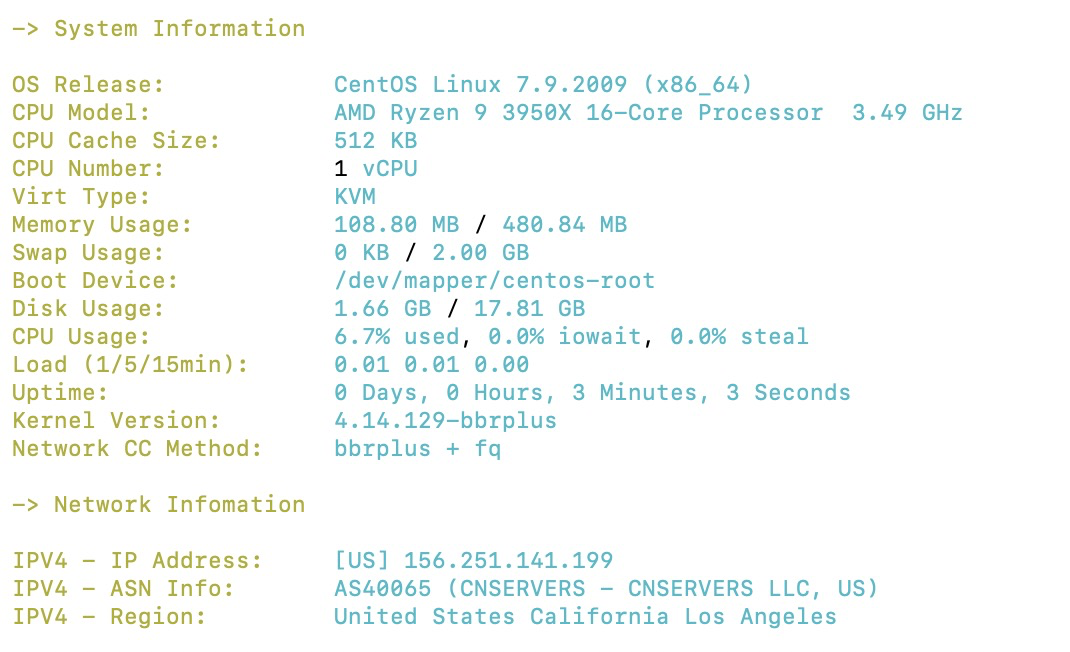 -> System Information
OS Release: CentOS Linux 7.9.2009 (x86_64)
CPU Model: AMD Ryzen 9 3950X 16-Core Processor  3.49 GHz
CPU Cache Size: 512 KB
CPU Number: 1 vCPU
Virt Type: KVM
Memory Usage: 108.80 MB / 480.84 MB
Swap Usage: 0 KB / 2.00 GB
Boot Device: /dev/mapper/centos-root
Disk Usage: 1.66 GB / 17.81 GB
CPU Usage: 6.7% used, 0.0% iowait, 0.0% steal
Load (1/5/15min): 0.01 0.01 0.00
Uptime: 0 Days, 0 Hours, 3 Minutes, 3 Seconds
Kernel Version: 4.14.129-bbrplus
Network CC Method: bbrplus + fq
-> Network Infomation
IPV4 - IP Address: [US] 156.251.141.199
IPV4 - ASN Info: AS40065 (CNSERVERS - CNSERVERS LLC, US)
IPV4 - Region: United States California Los Angeles